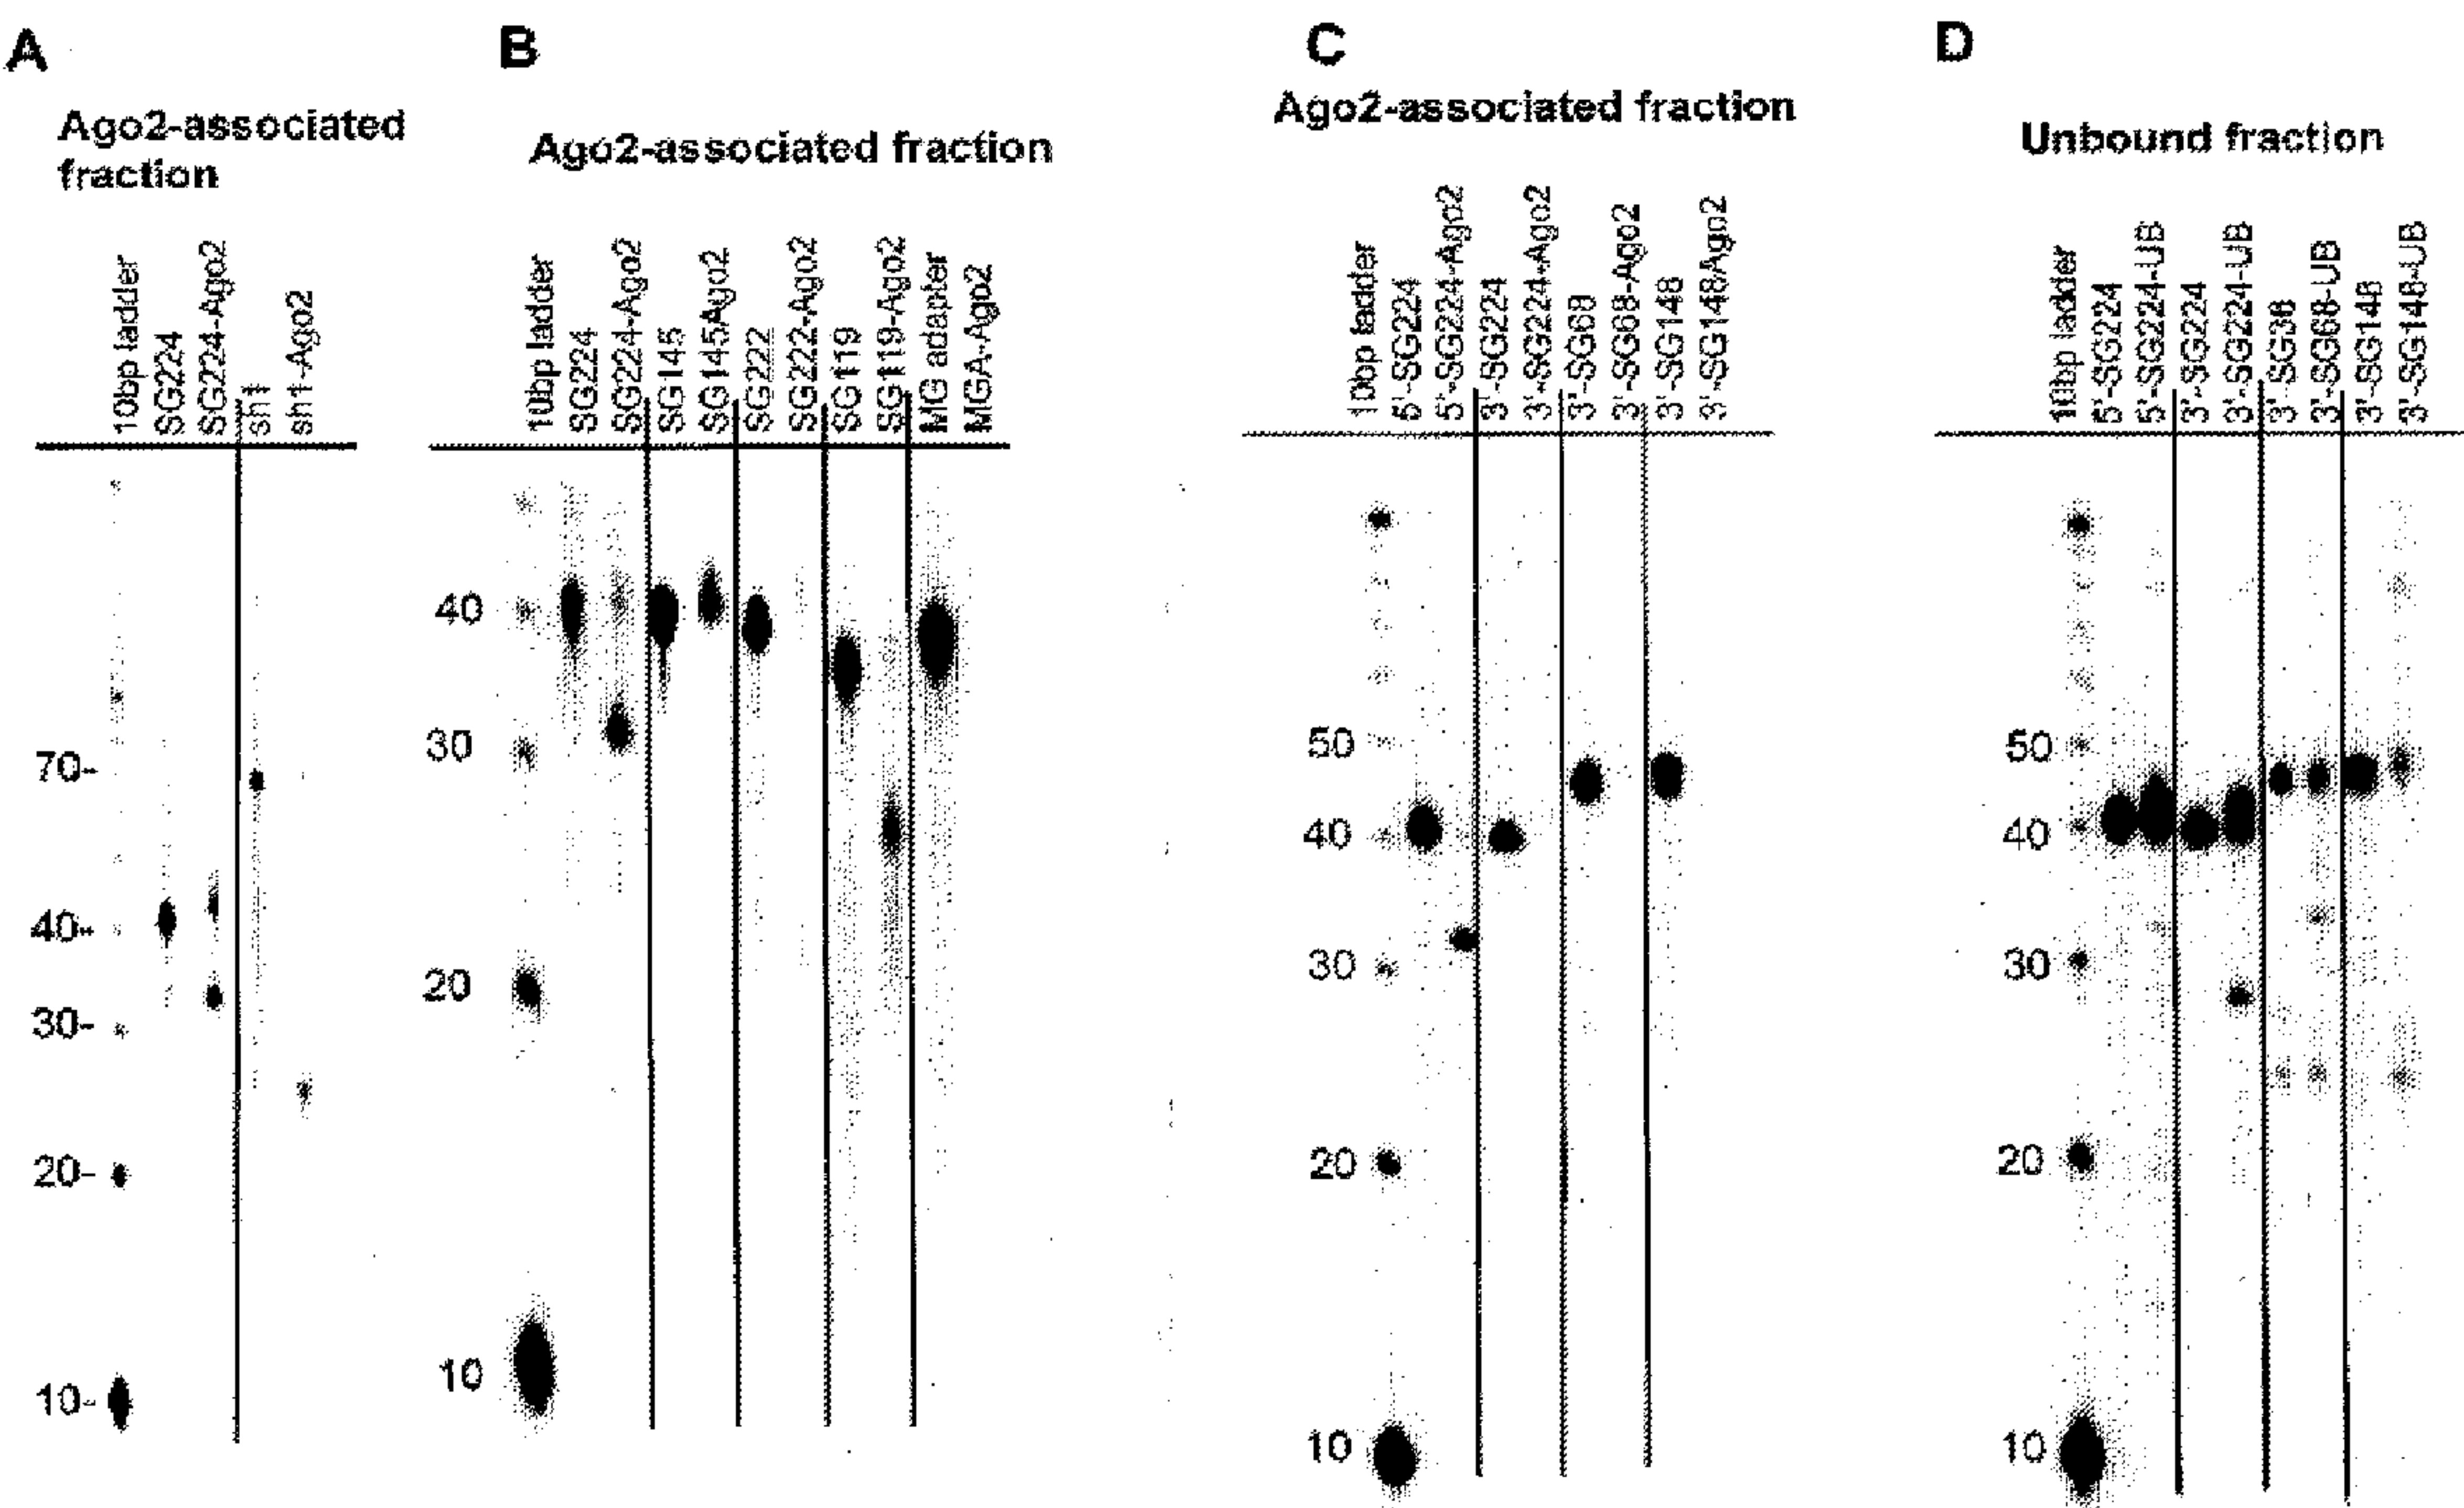 A
Ago2-associated
fraction
10bp ladder
SG224
SG224-Ago2
sh1
sh1-Ago2
70-
40-
30-
20-
10-
B
Ago2-associated fraction
10bp ladder
SG224
SG224-Ago2
SG145
SG145Ago2
SG222
SG222-Ago2
SG119
SG119-Ago2
MG adapter
MGA-Ago2
40
30
20
10
C
Ago2-associated fraction
10bp ladder
5'-SG224
5'-SG224-Ago2
3'-SG224
3'-SG224-Ago2
3'-SG68
3'-SG68-Ago2
3'-SG148
3'-SG148Ago2
50
40
30
20
10
D
Unbound fraction
10bp ladder
5'-SG224
5'-SG224-UB
3'-SG224
3'-SG224-UB
3'-SG38
3'-SG68-UB
3'-SG148
3'-SG148-UB
50
40
30
20
10